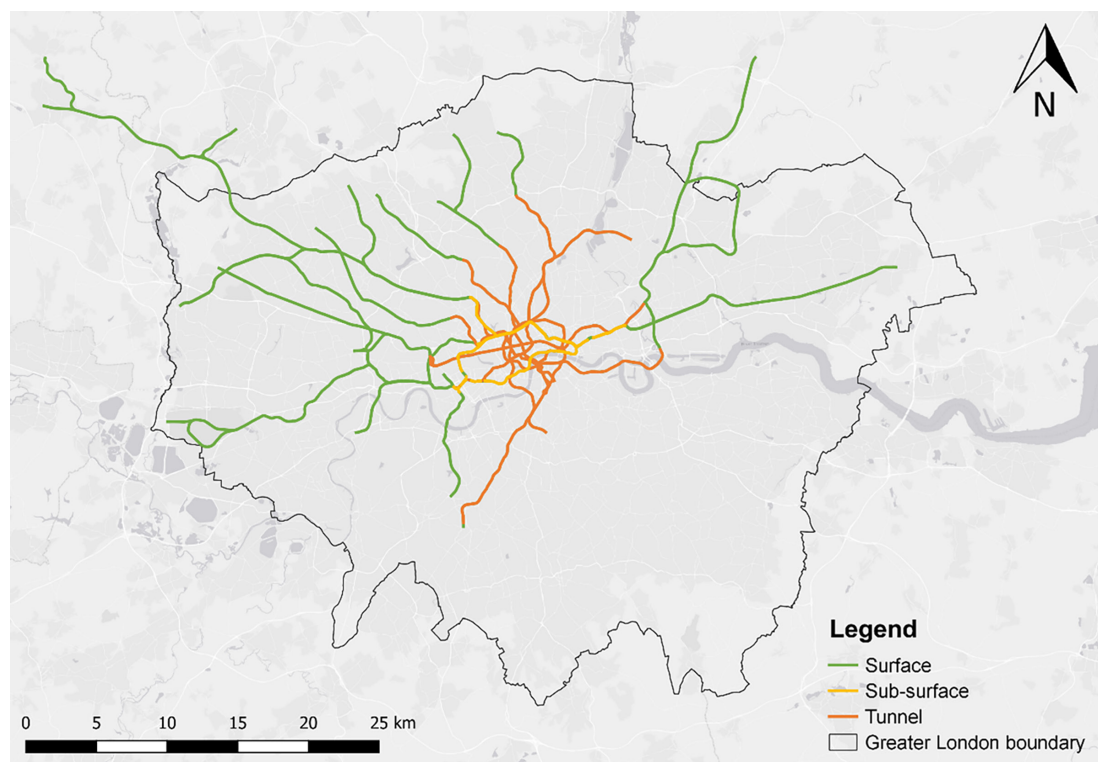 N
Legend
Surface
Sub-surface
Tunnel
Greater London boundary
0 5 10 15 20 25 km